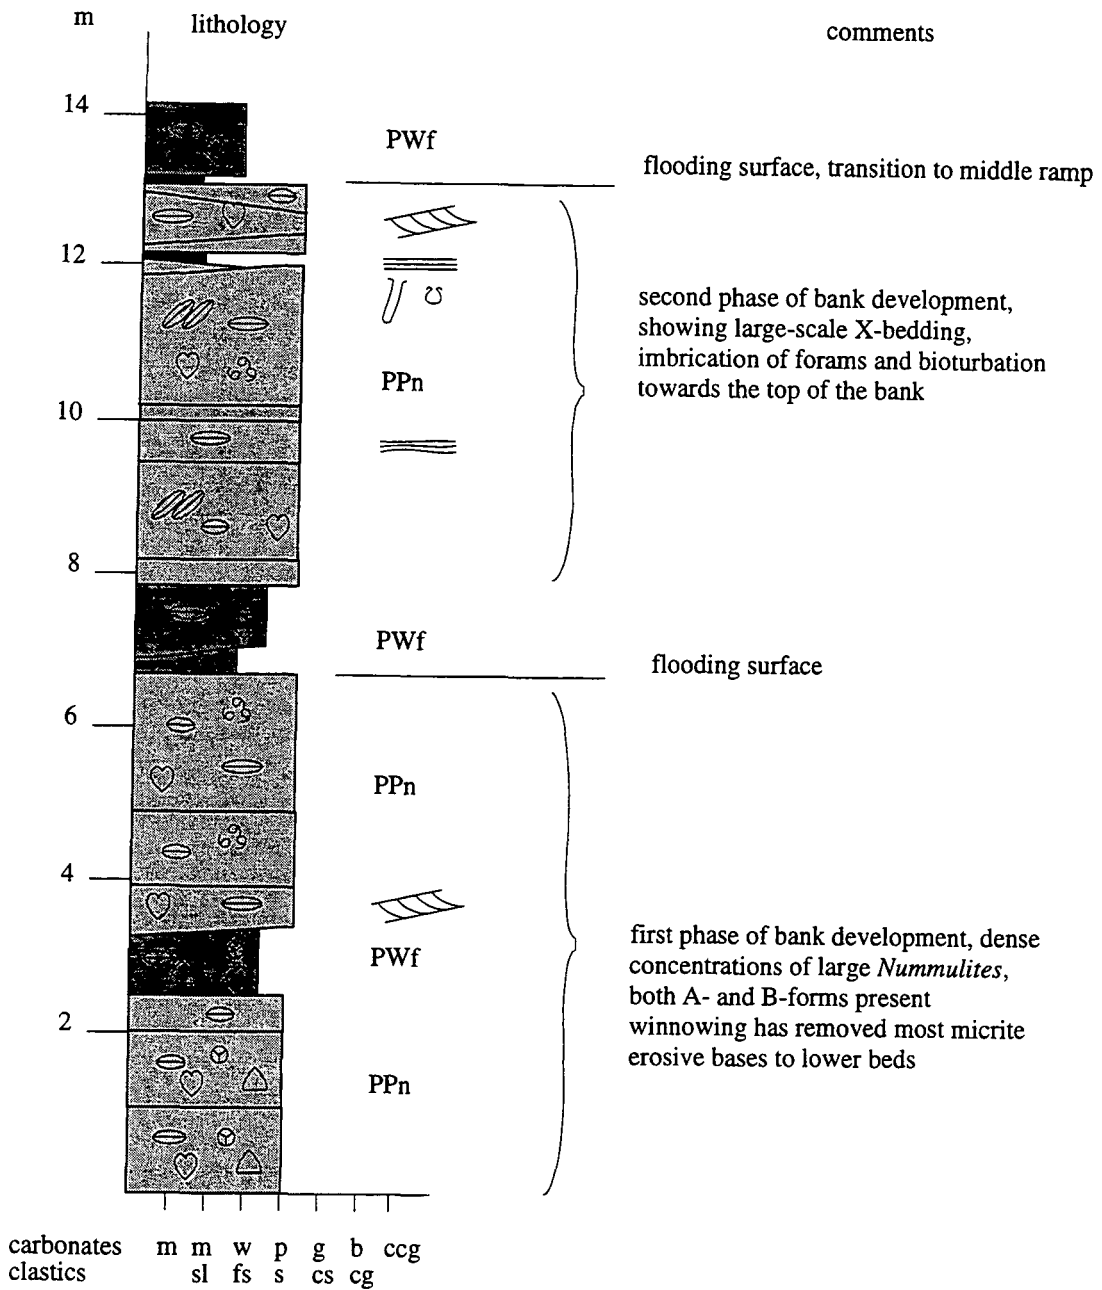 m
lithology
comments
14
PWf
flooding surface, transition to middle ramp
12
second phase of bank development,
showing large-scale X-bedding,
imbrication of forams and bioturbation
towards the top of the bank
PPn
10
8
PWf
flooding surface
6
PPn
4
PWf
first phase of bank development, dense
concentrations of large Nummulites,
both A- and B-forms present
winnowing has removed most micrite
erosive bases to lower beds
2
PPn
carbonates m m w p g b ccg
clastics sl fs s cs cg